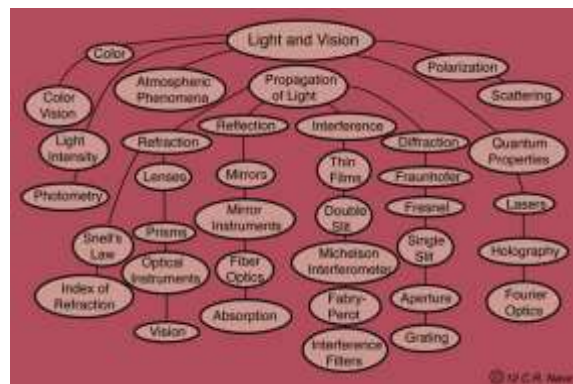 Light and Vision
Color
Polarization
Atmospheric
Phenomena
Propagation
of Light
Color
Vision
Scattering
Light
Intensity
Refraction
Reflection
Interference
Diffraction
Quantum
Properties
Photometry
Lenses
Mirrors
Thin
Films
Fraunhofer
Fresnel
Lasers
Snell's
Law
Prisms
Mirror
Instruments
Double
Slit
Single
Slit
Holography
Optical
Instruments
Fiber
Optics
Michelson
Interferometer
Index of
Refraction
Aperture
Fourier
Optics
Vision
Absorption
Fabry-
Perot
Grating
Interference
Filters
C.R. Nave